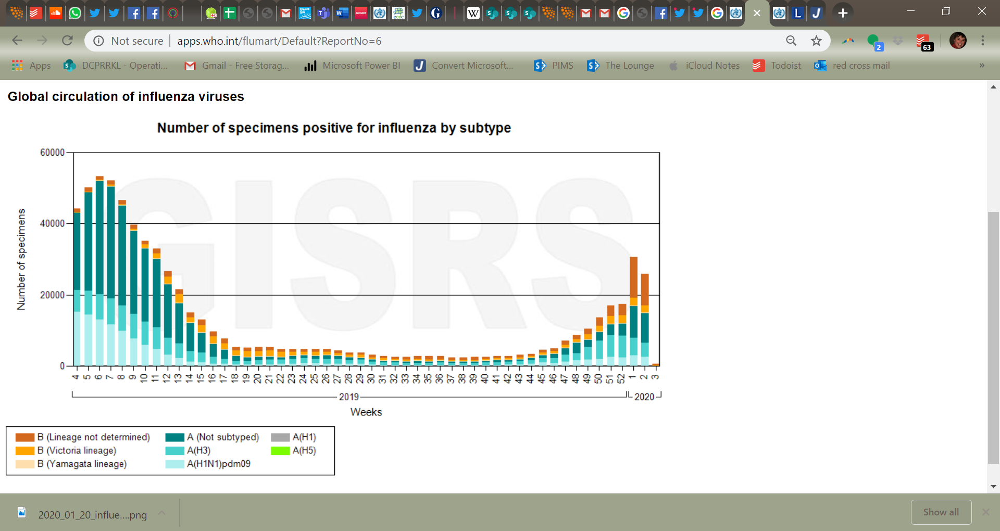 Not secure | apps.who.int/flumart/Default?ReportNo=6
2
63
Apps
DCPRRKL - Operati...
Gmail - Free Storag...
Microsoft Power BI
Convert Microsoft...
PIMS
The Lounge
iCloud Notes
Todoist
red cross mail
»
Global circulation of influenza viruses
Number of specimens positive for influenza by subtype
GISRS
Number of specimens
60000
40000
20000
0
4 5 6 7 8 9 10 11 12 13 14 15 16 17 18 19 20 21 22 23 24 25 26 27 28 29 30 31 32 33 34 35 36 37 38 39 40 41 42 43 44 45 46 47 48 49 50 51 52 1 2 3
2019 2020
Weeks
B (Lineage not determined) A (Not subtyped) A(H1)
B (Victoria lineage) A(H3) A(H5)
B (Yamagata lineage) A(H1N1)pdm09
2020_01_20_influe....png
Show all